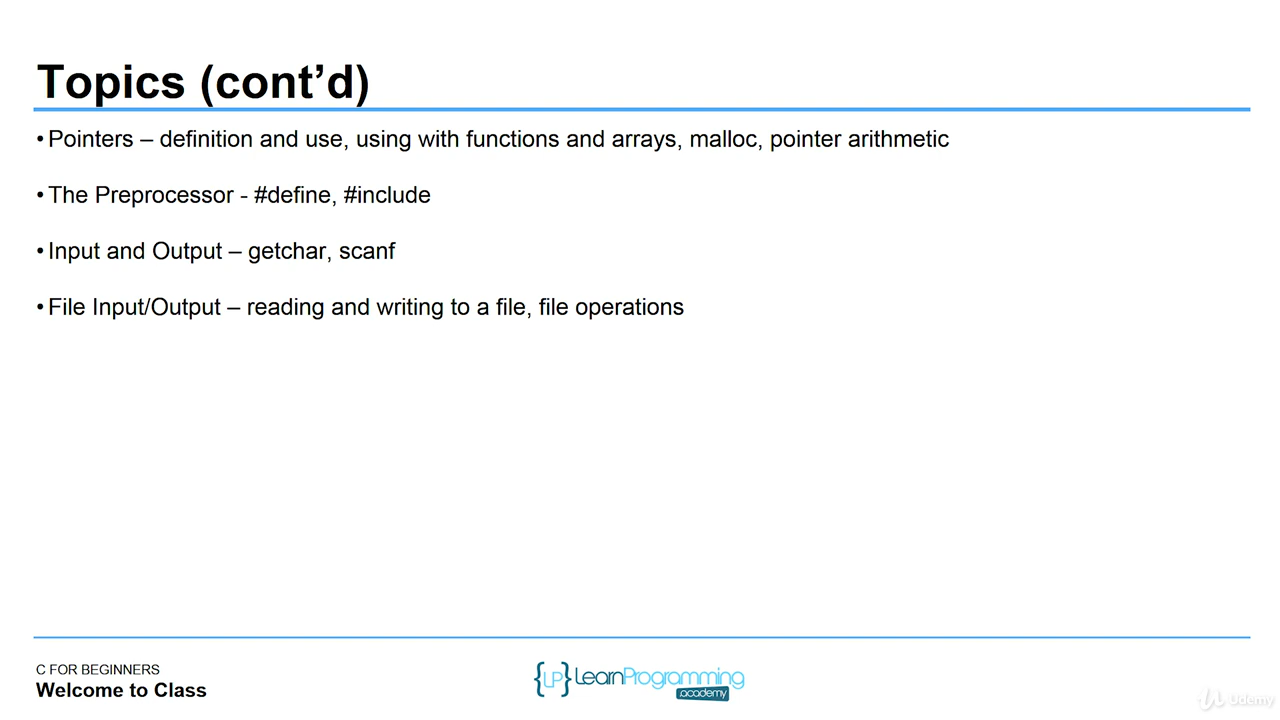 Topics (cont’d)
• Pointers – definition and use, using with functions and arrays, malloc, pointer arithmetic
• The Preprocessor - #define, #include
• Input and Output – getchar, scanf
• File Input/Output – reading and writing to a file, file operations
C FOR BEGINNERS
Welcome to Class
{LP} LearnProgramming
.academy
Udemy